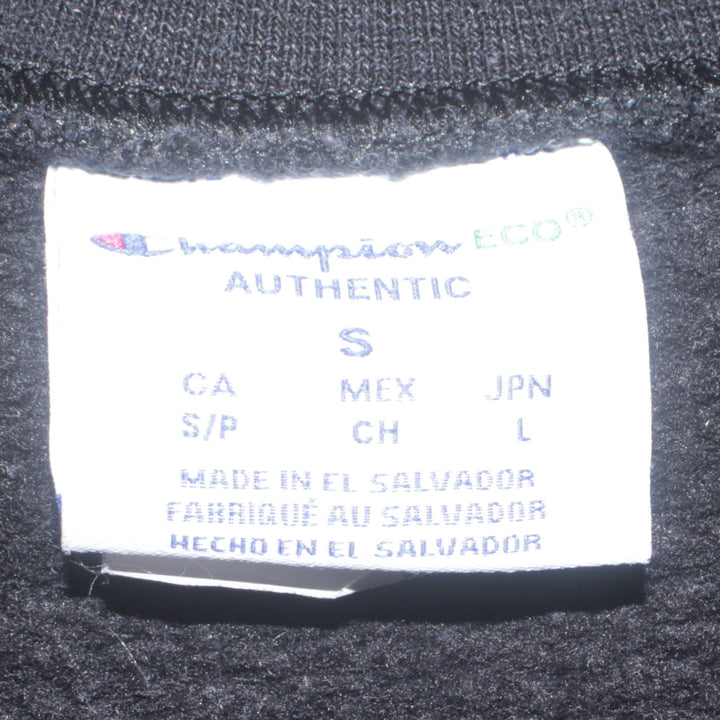 Champion ECO®
AUTHENTIC
S
CA MEX JPN
S/P CH L
MADE IN EL SALVADOR
FABRIQUÉ AU SALVADOR
HECHO EN EL SALVADOR